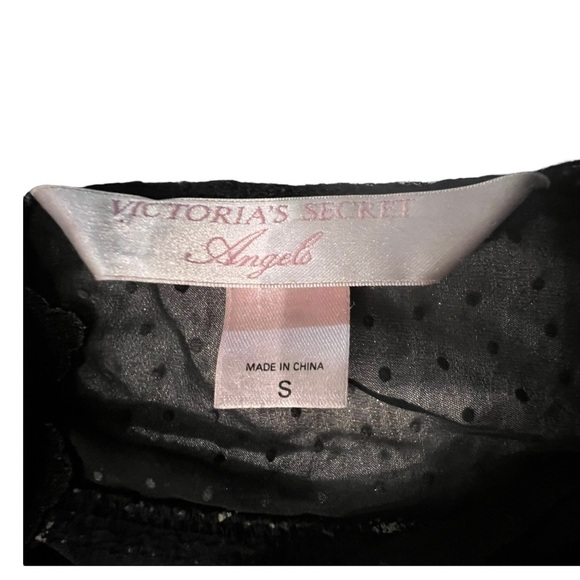 VICTORIA'S SECRET
Angels
MADE IN CHINA
S